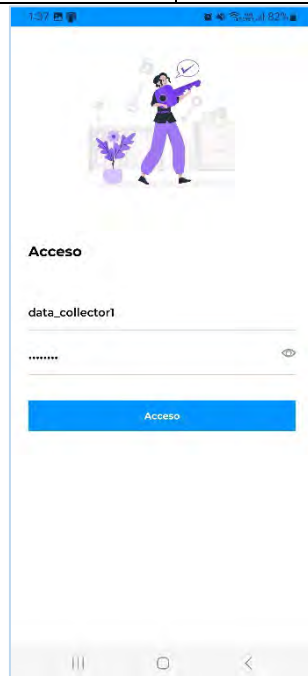 1:37 82%
Acceso
data_collector1
........
Acceso